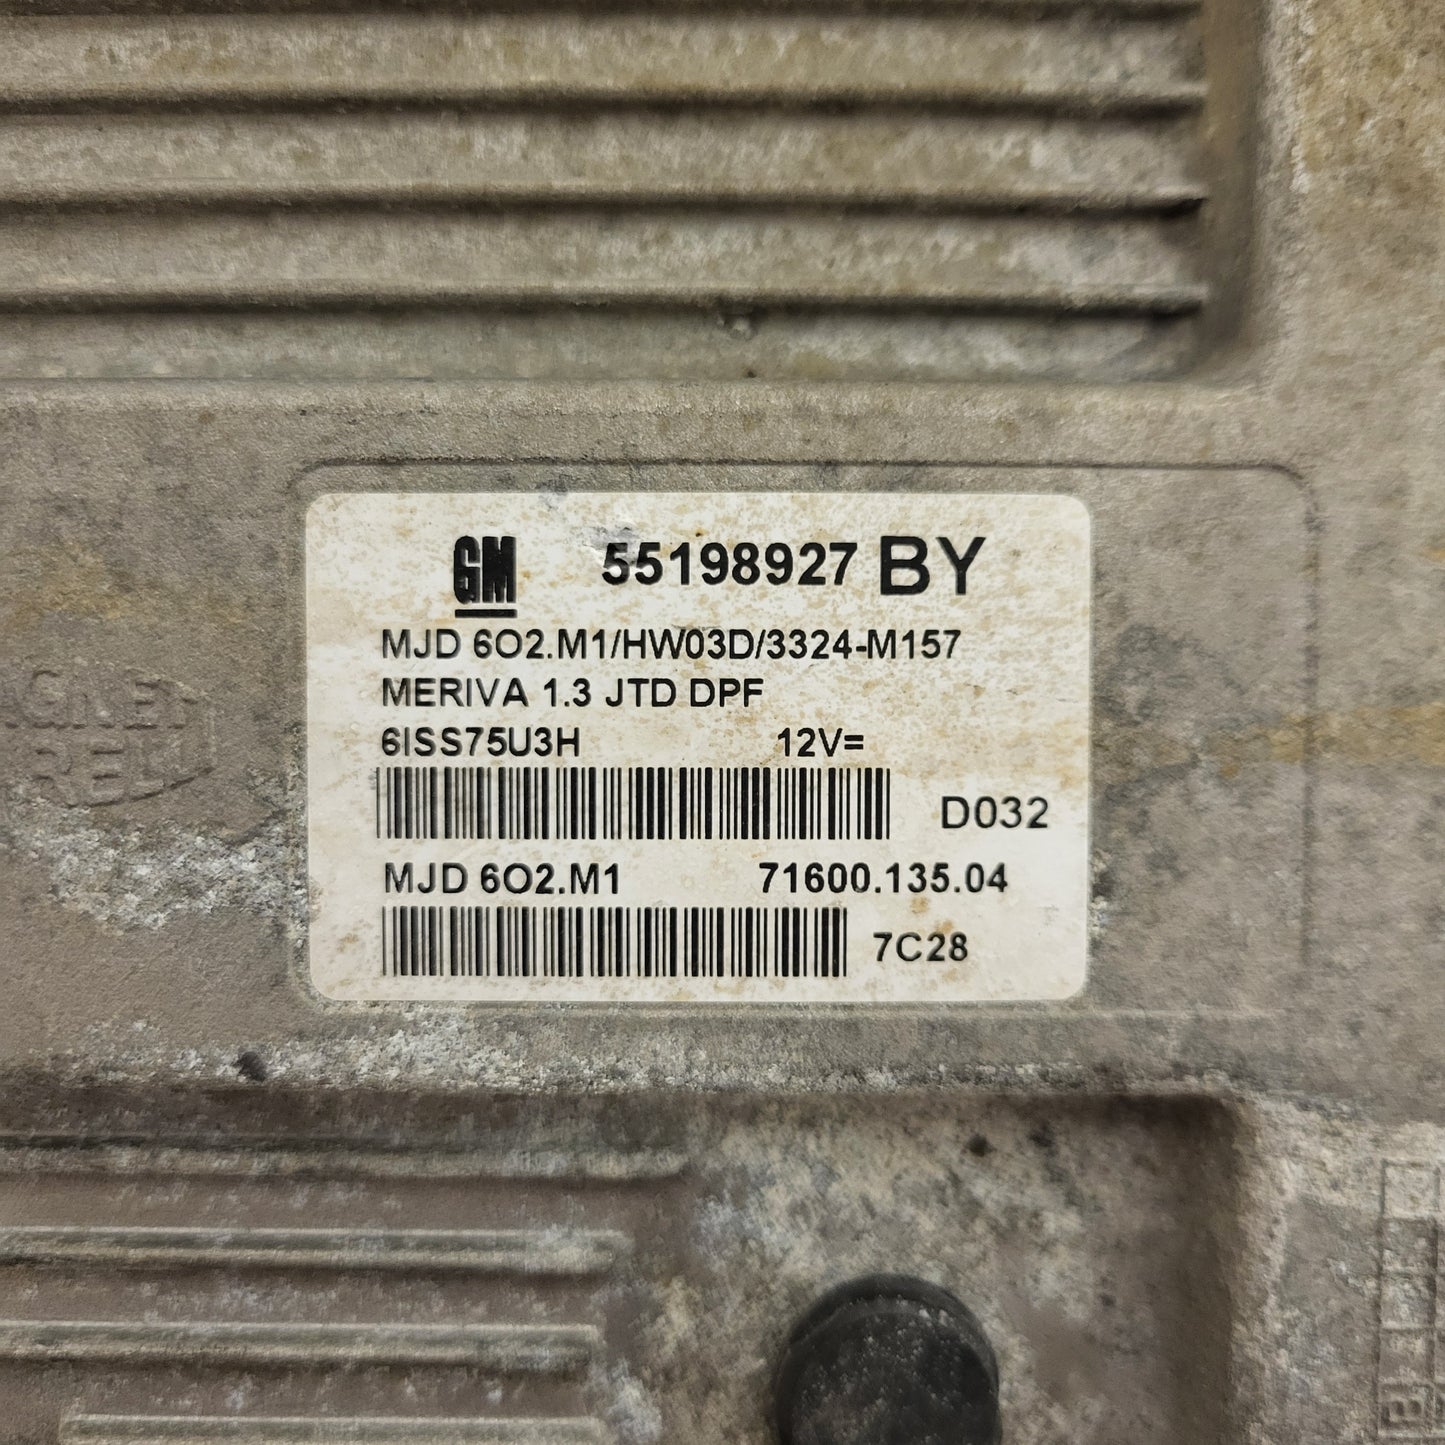 GM 55198927 BY
MJD 6O2.M1/HW03D/3324-M157
MERIVA 1.3 JTD DPF
6ISS75U3H 12V=
D032
MJD 6O2.M1 71600.135.04
7C28